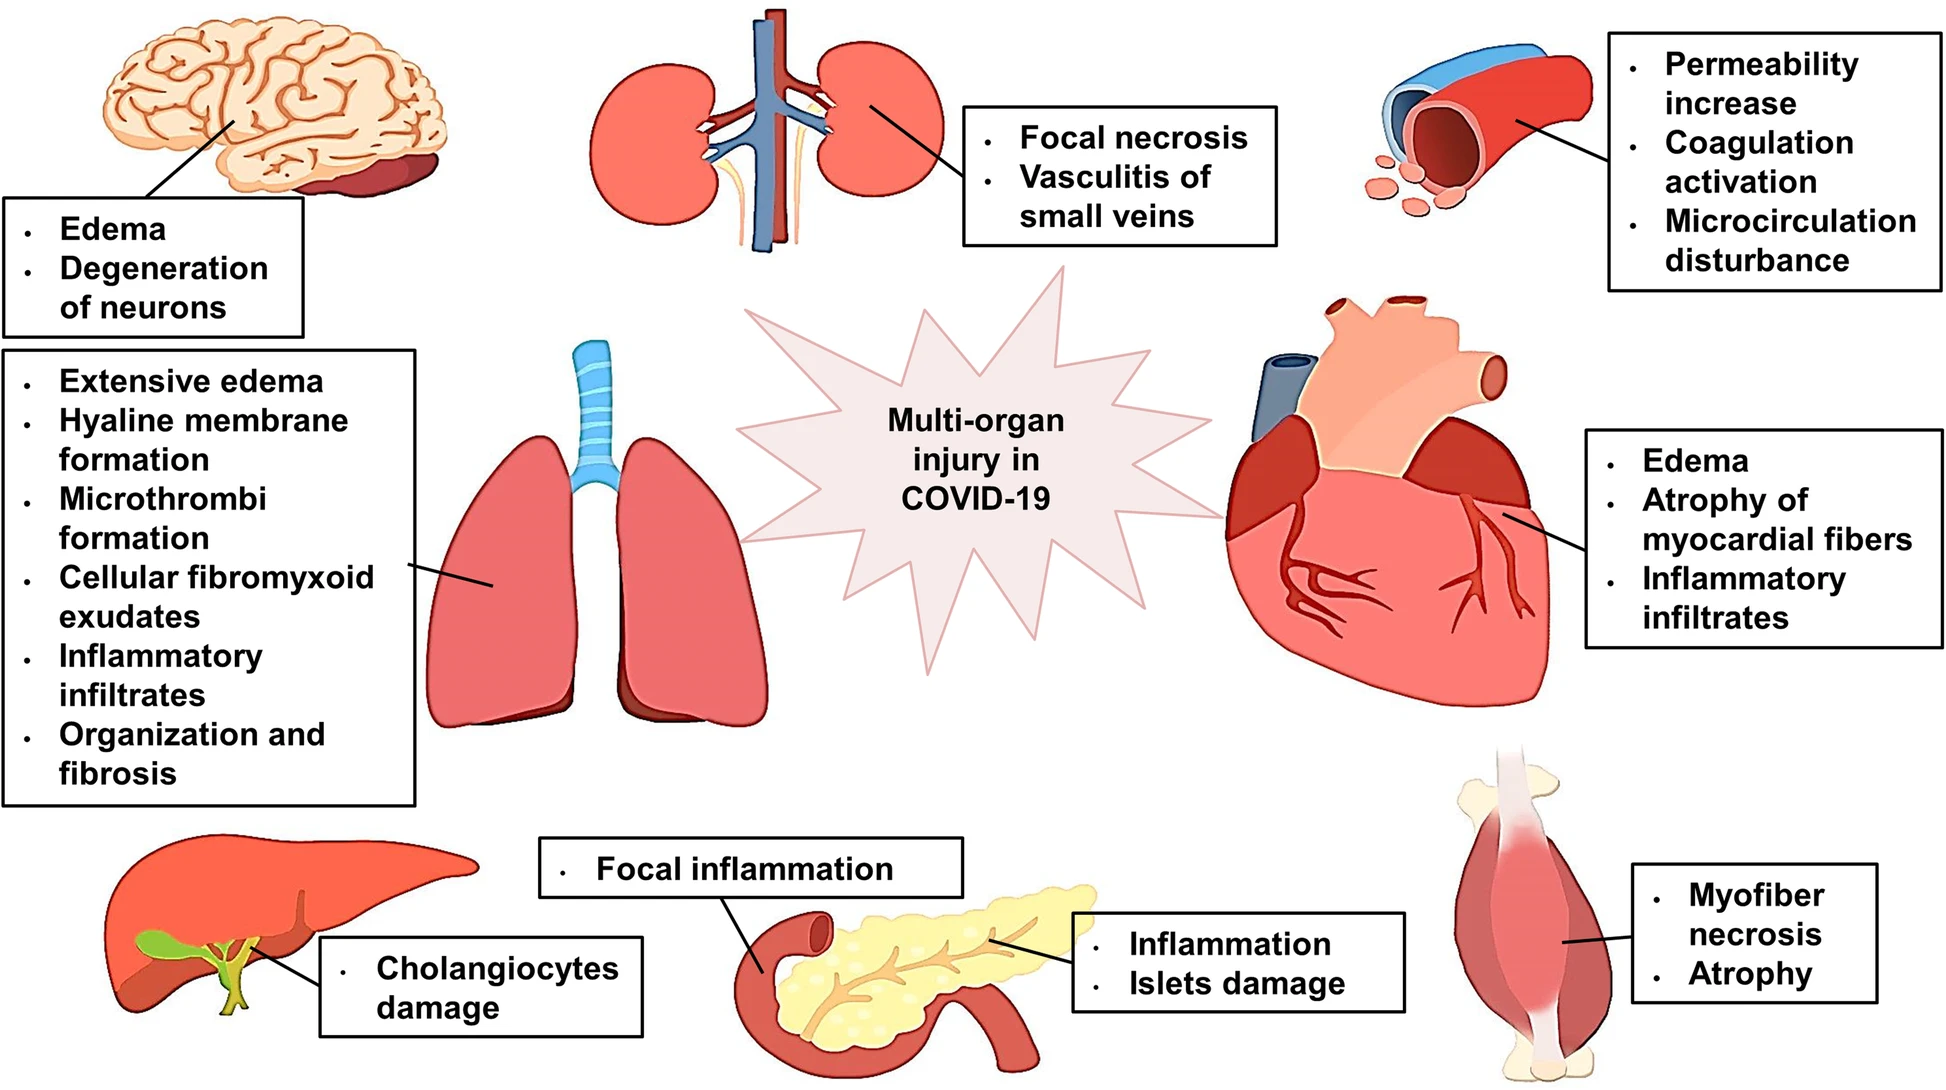 • Edema
• Degeneration
of neurons
• Focal necrosis
• Vasculitis of
small veins
• Permeability
increase
• Coagulation
activation
• Microcirculation
disturbance
• Extensive edema
• Hyaline membrane
formation
• Microthrombi
formation
• Cellular fibromyxoid
exudates
• Inflammatory
infiltrates
• Organization and
fibrosis
Multi-organ
injury in
COVID-19
• Edema
• Atrophy of
myocardial fibers
• Inflammatory
infiltrates
• Cholangiocytes
damage
• Focal inflammation
• Inflammation
• Islets damage
• Myofiber
necrosis
• Atrophy